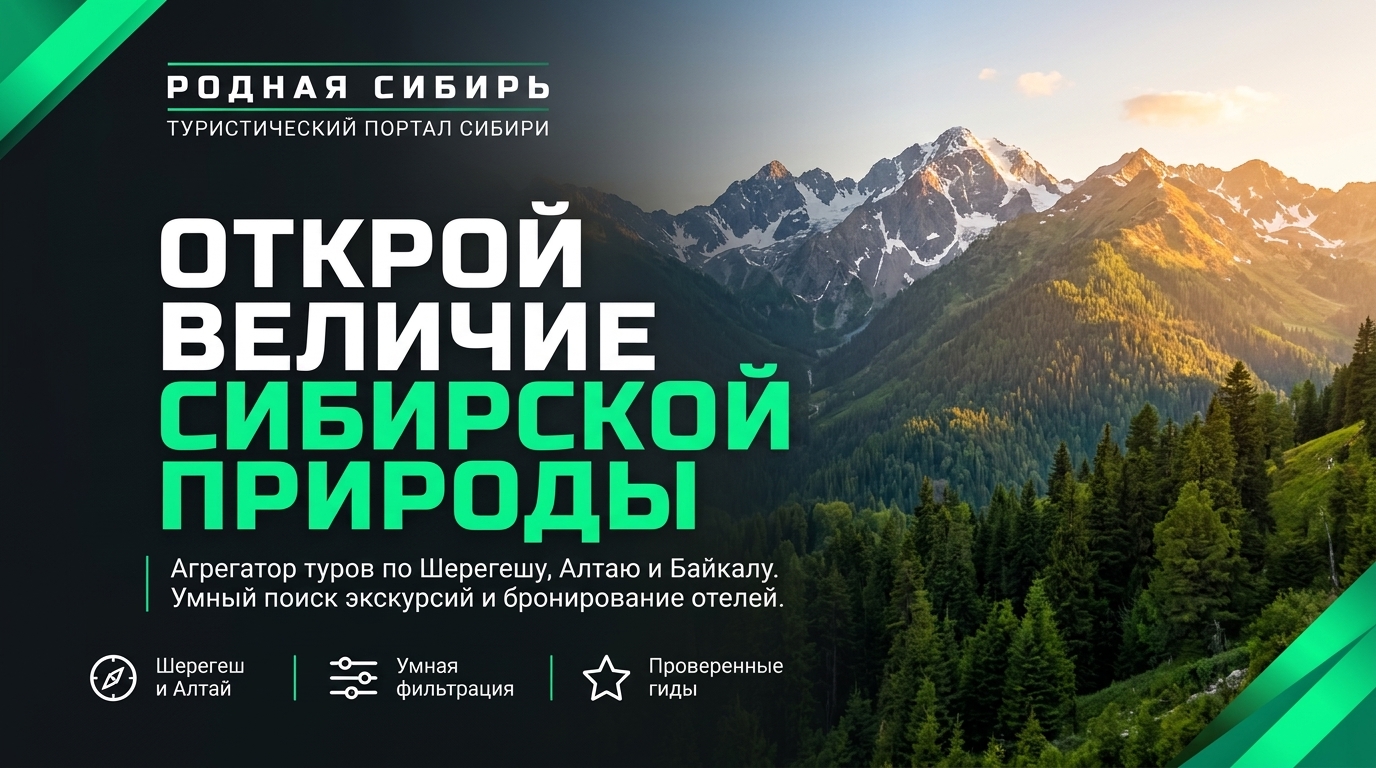 РОДНАЯ СИБИРЬ
ТУРИСТИЧЕСКИЙ ПОРТАЛ СИБИРИ
ОТКРОЙ
ВЕЛИЧИЕ
СИБИРСКОЙ
ПРИРОДЫ
Агрегатор туров по Шерегешу, Алтаю и Байкалу.
Умный поиск экскурсий и бронирование отелей.
Шерегеш
и Алтай
Умная
фильтрация
Проверенные
гиды